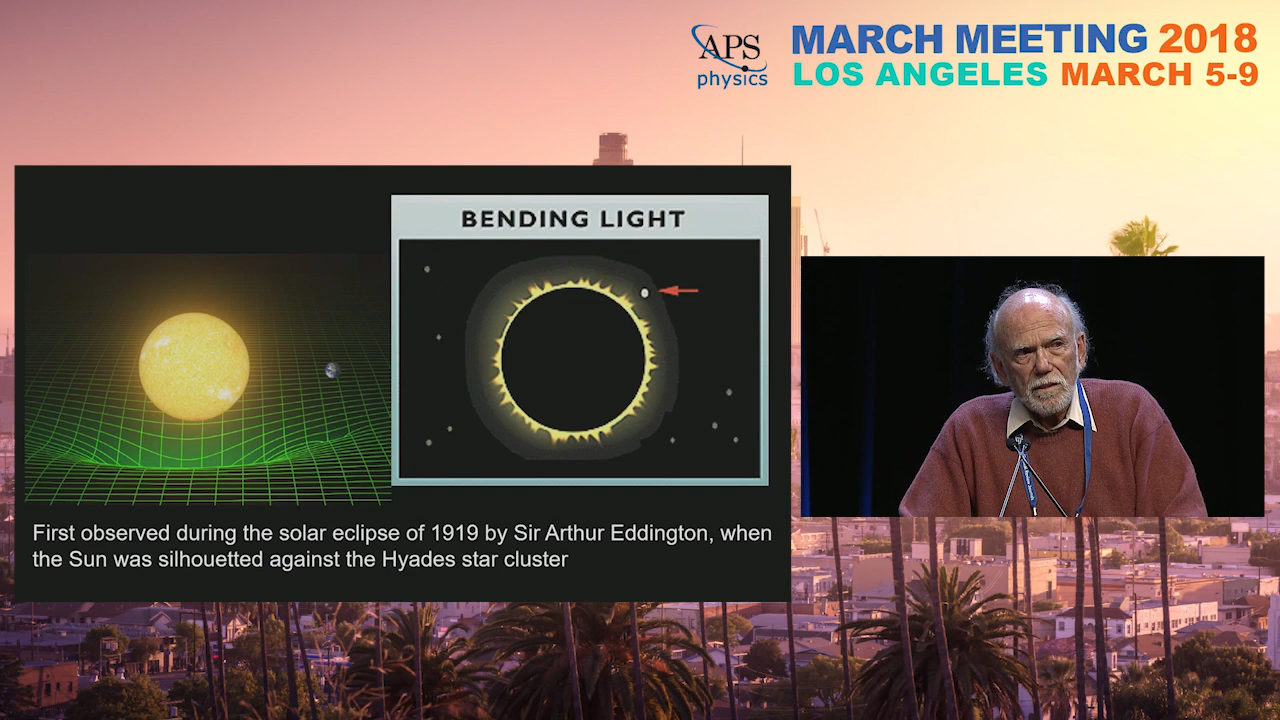 APS
physics
MARCH MEETING 2018
LOS ANGELES MARCH 5-9
BENDING LIGHT
First observed during the solar eclipse of 1919 by Sir Arthur Eddington, when
the Sun was silhouetted against the Hyades star cluster